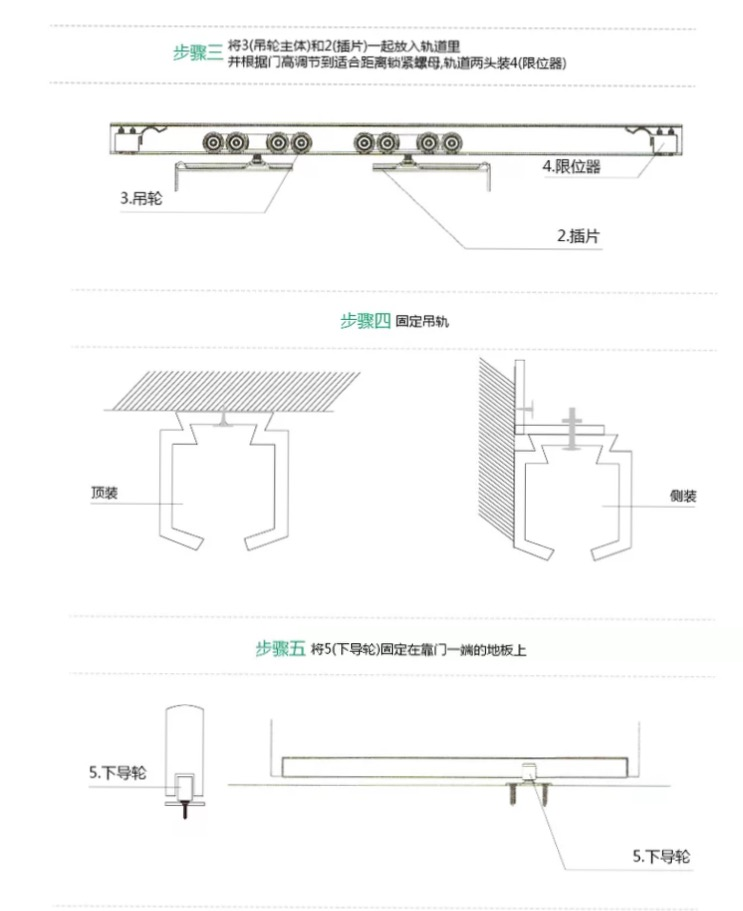 步骤三 将3(吊轮主体)和2(插片)一起放入轨道里
并根据门高调节到适合距离锁紧螺母,轨道两头装4(限位器)
4.限位器
3.吊轮
2.插片
步骤四 固定吊轨
顶装
侧装
步骤五 将5(下导轮)固定在靠门一端的地板上
5.下导轮
5.下导轮